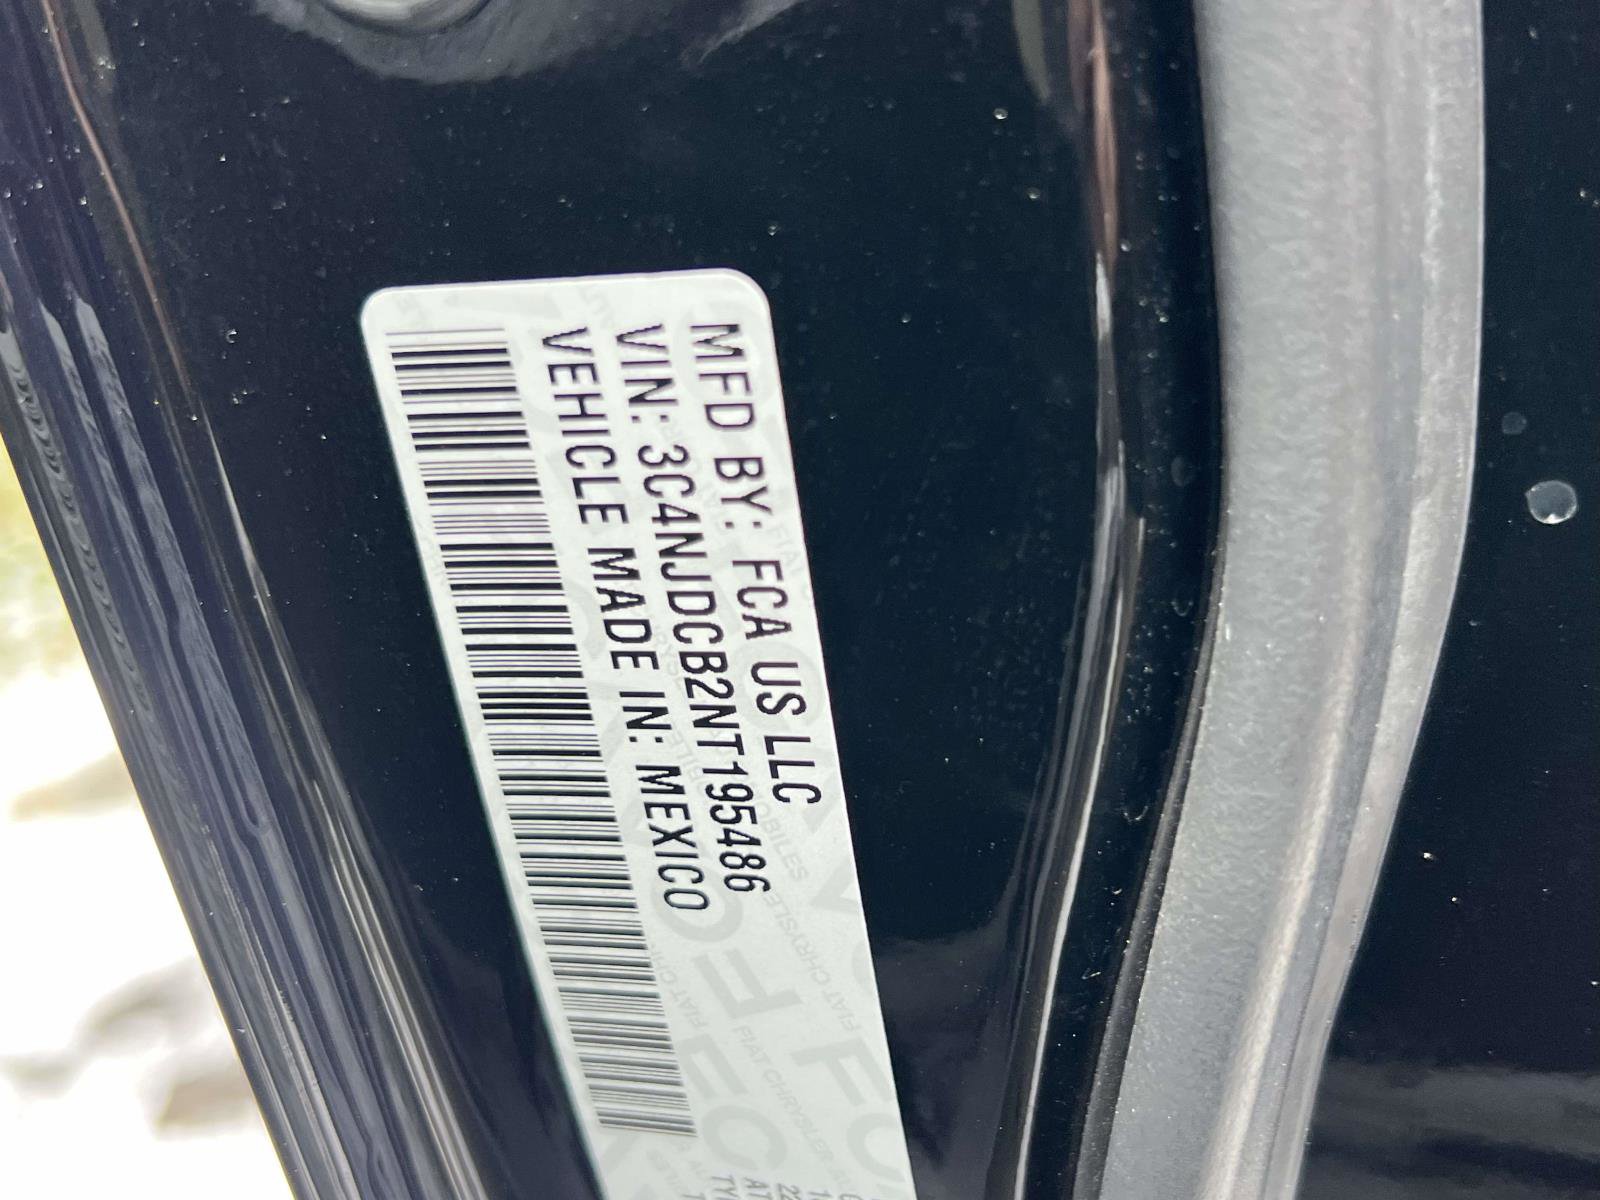 MFD BY: FCA US LLC
VIN: 3C4NJDCB2NT195486
VEHICLE MADE IN: MEXICO